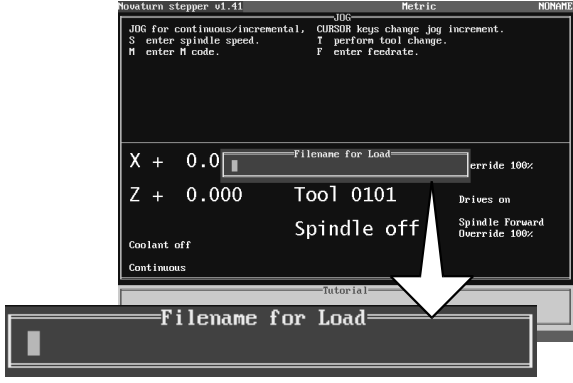 Novaturn stepper v1.41 Metric NONAME
JOG
JOG for continuous/incremental, CURSOR keys change jog increment.
S enter spindle speed. T perform tool change.
M enter M code. F enter feedrate.
Filename for Load
X + 0.0 erride 100%
Z + 0.000 Tool 0101 Drives on
Spindle off Spindle Forward
Override 100%
Coolant off
Continuous
Tutorial
Filename for Load